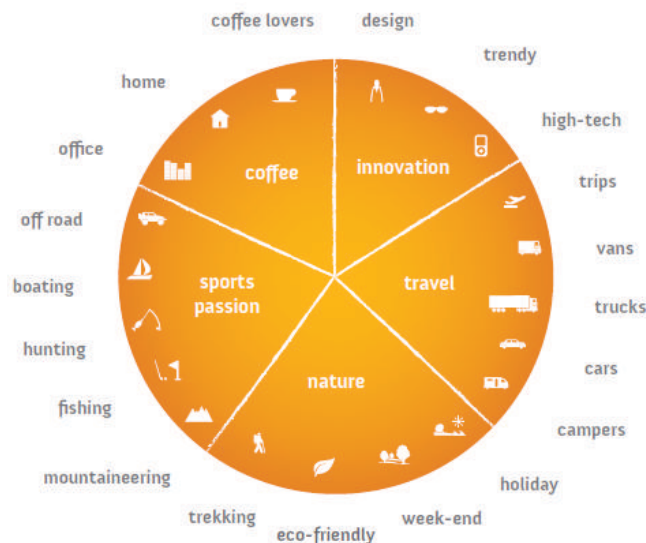 coffee lovers
design
home
trendy
office
high-tech
coffee
innovation
trips
off road
vans
boating
sports
passion
travel
trucks
hunting
cars
nature
fishing
campers
mountaineering
holiday
trekking
week-end
eco-friendly